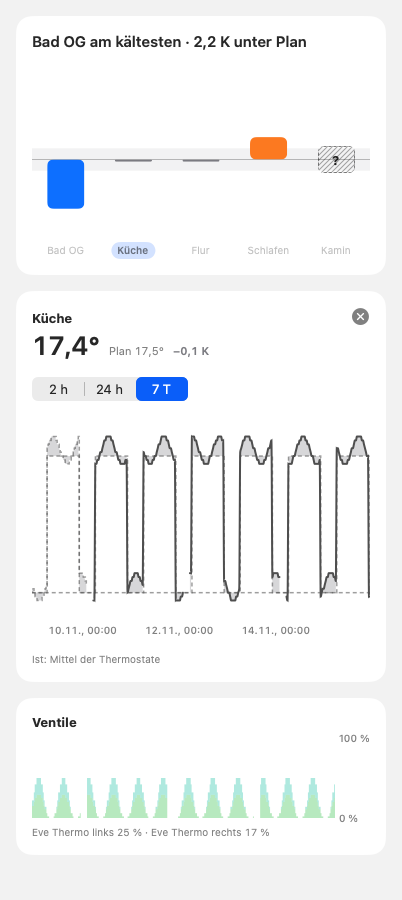 Bad OG am kältesten · 2,2 K unter Plan
?
Bad OG Küche Flur Schlafen Kamin
Küche
17,4° Plan 17,5° −0,1 K
2 h 24 h 7 T
10.11., 00:00 12.11., 00:00 14.11., 00:00
Ist: Mittel der Thermostate
Ventile
100 %
0 %
Eve Thermo links 25 % · Eve Thermo rechts 17 %